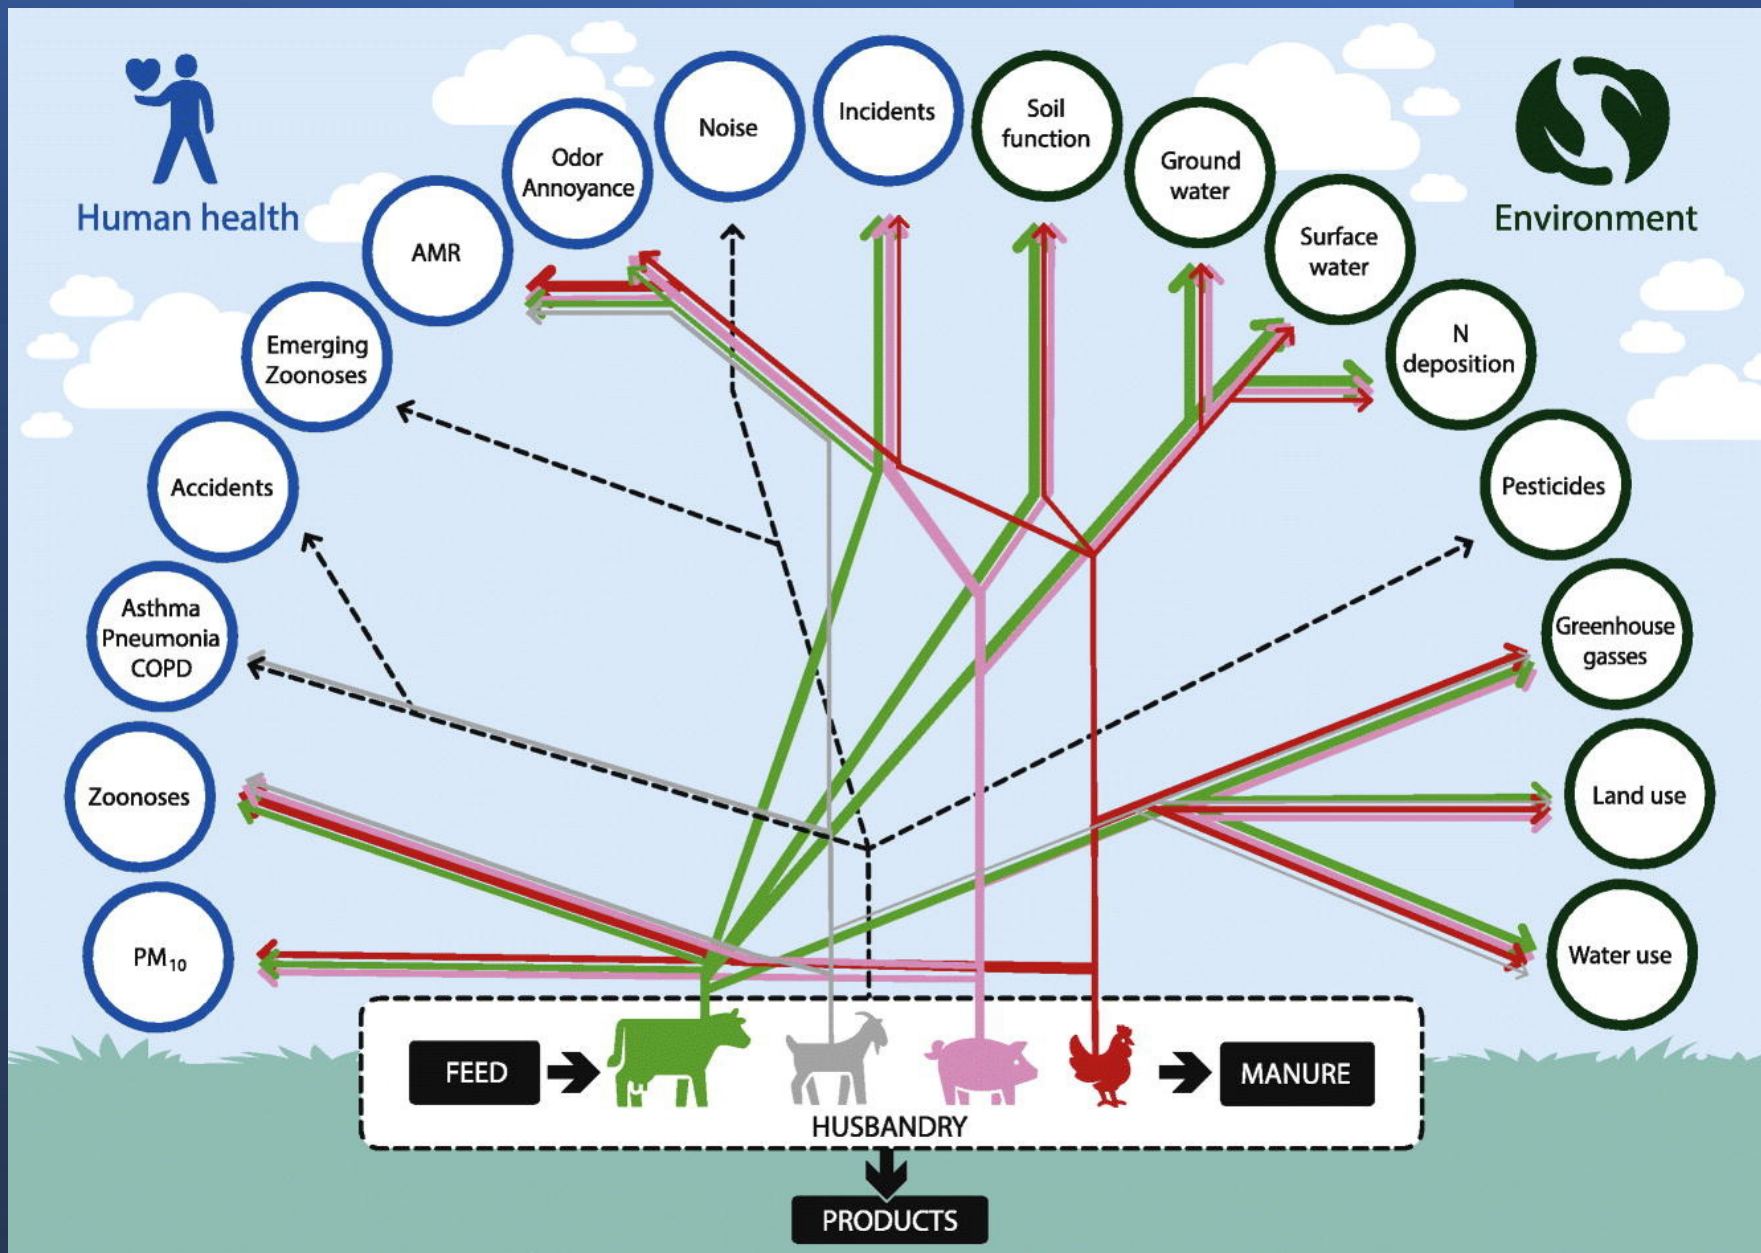 Human health
Environment
PM10
Zoonoses
Asthma
Pneumonia
COPD
Accidents
Emerging
Zoonoses
AMR
Odor
Annoyance
Noise
Incidents
Soil
function
Ground
water
Surface
water
N
deposition
Pesticides
Greenhouse
gasses
Land use
Water use
FEED
MANURE
HUSBANDRY
PRODUCTS